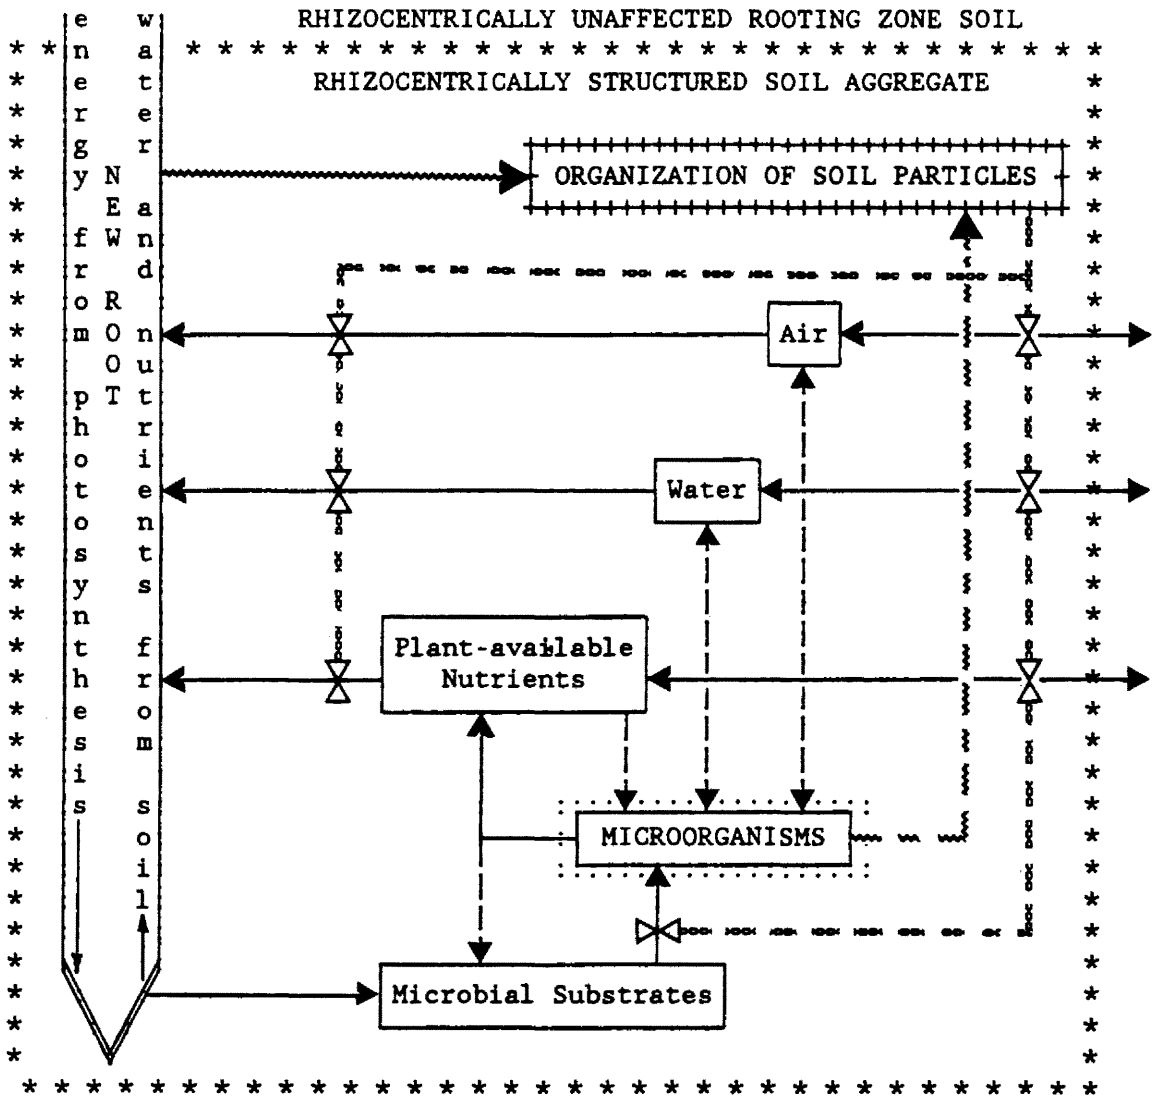 RHIZOCENTRICALLY UNAFFECTED ROOTING ZONE SOIL
RHIZOCENTRICALLY STRUCTURED SOIL AGGREGATE
energy from photosynthesis
NEW ROOT
water and nutrients from soil
ORGANIZATION OF SOIL PARTICLES
Air
Water
Plant-available
Nutrients
MICROORGANISMS
Microbial Substrates